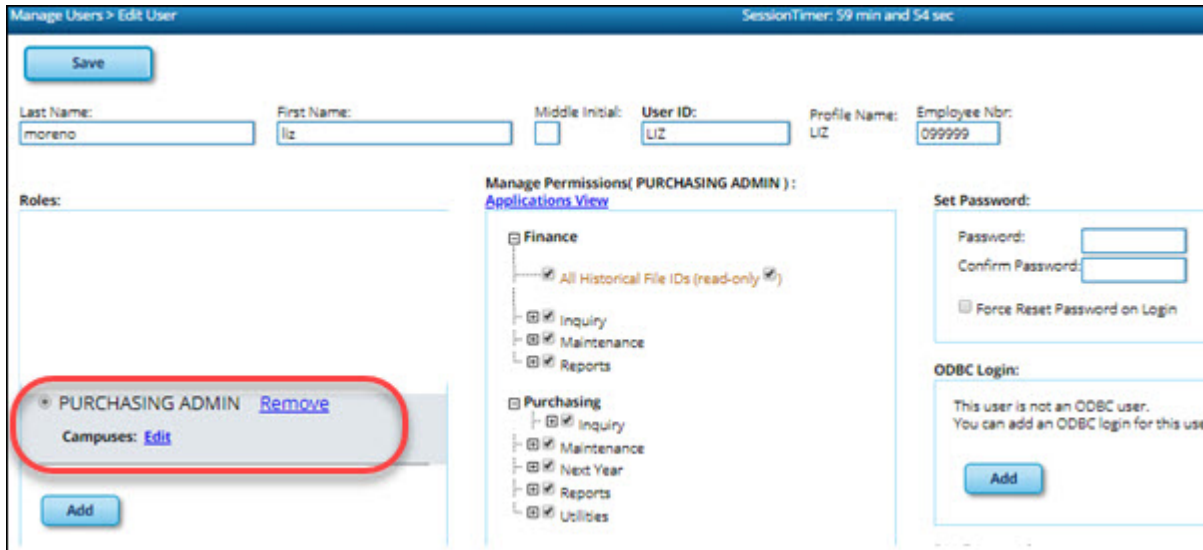 Manage Users > Edit User SessionTimer: 59 min and 54 sec
Save
Last Name: First Name: Middle Initial: User ID: Profile Name: Employee Nbr:
moreno liz LIZ LIZ 099999
Roles:
PURCHASING ADMIN Remove
Campuses: Edit
Add
Manage Permissions( PURCHASING ADMIN ) :
Applications View
Finance
All Historical File IDs (read-only )
Inquiry
Maintenance
Reports
Purchasing
Inquiry
Maintenance
Next Year
Reports
Utilities
Set Password:
Password:
Confirm Password:
Force Reset Password on Login
ODBC Login:
This user is not an ODBC user.
You can add an ODBC login for this use
Add